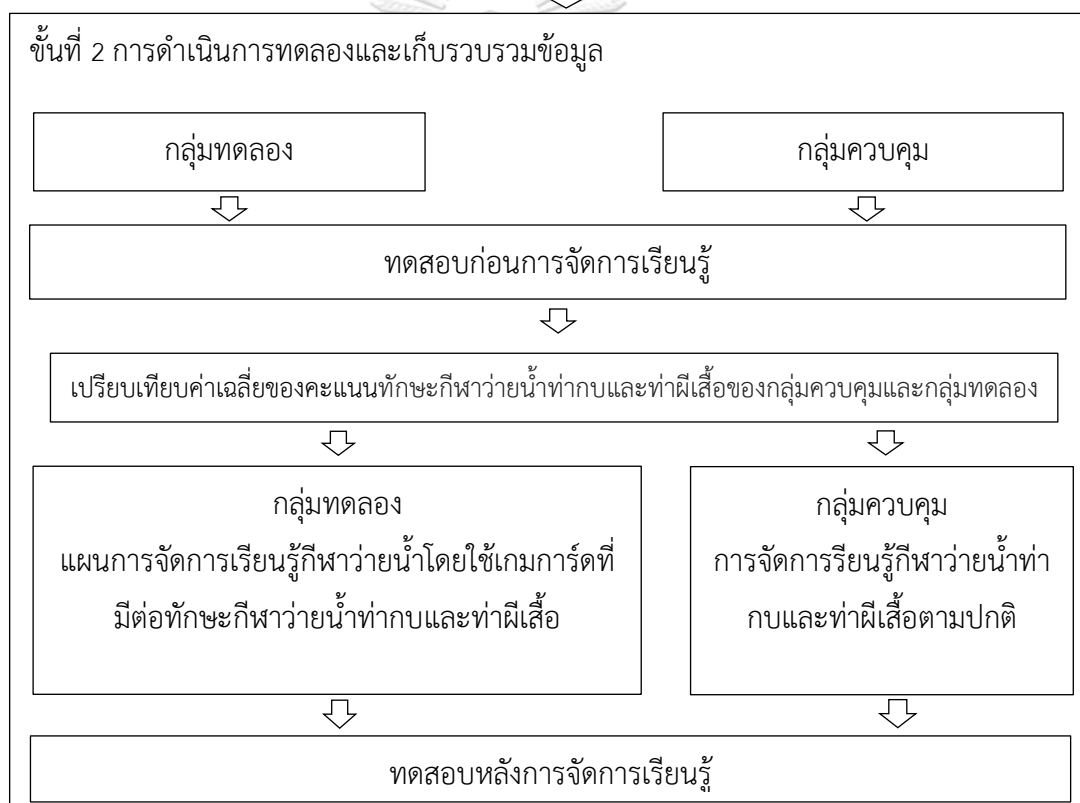 ขั้นที่ 2 การดำเนินการทดลองและเก็บรวบรวมข้อมูล
กลุ่มทดลอง
กลุ่มควบคุม
ทดสอบก่อนการจัดการเรียนรู้
เปรียบเทียบค่าเฉลี่ยของคะแนนทักษะกีฬาว่ายน้ำท่ากบและท่าผีเสื้อของกลุ่มควบคุมและกลุ่มทดลอง
กลุ่มทดลอง
แผนการจัดการเรียนรู้กีฬาว่ายน้ำโดยใช้เกมการ์ดที่
มีต่อทักษะกีฬาว่ายน้ำท่ากบและท่าผีเสื้อ
กลุ่มควบคุม
การจัดการรียนรู้กีฬาว่ายน้ำท่า
กบและท่าผีเสื้อตามปกติ
ทดสอบหลังการจัดการเรียนรู้